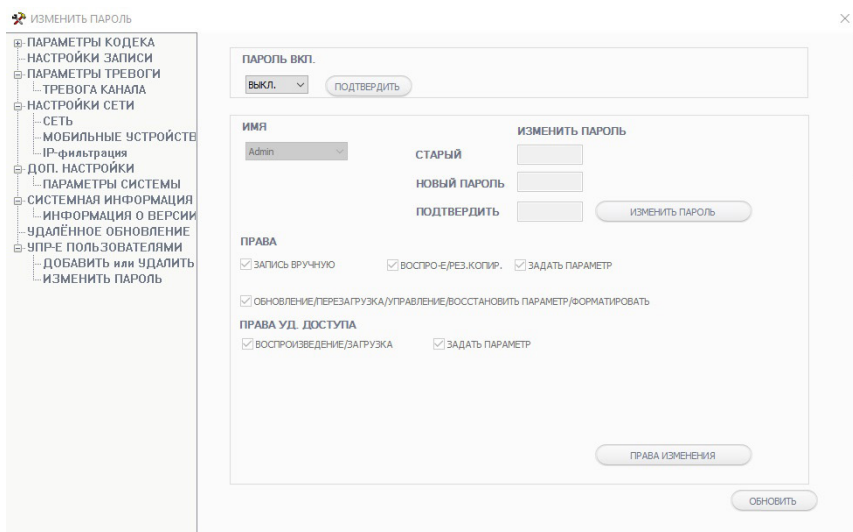 ИЗМЕНИТЬ ПАРОЛЬ
ПАРАМЕТРЫ КОДЕКА
НАСТРОЙКИ ЗАПИСИ
ПАРАМЕТРЫ ТРЕВОГИ
ТРЕВОГА КАНАЛА
НАСТРОЙКИ СЕТИ
СЕТЬ
МОБИЛЬНЫЕ УСТРОЙСТВ
IP-фильтрация
ДОП. НАСТРОЙКИ
ПАРАМЕТРЫ СИСТЕМЫ
СИСТЕМНАЯ ИНФОРМАЦИЯ
ИНФОРМАЦИЯ О ВЕРСИИ
УДАЛЁННОЕ ОБНОВЛЕНИЕ
УПР-Е ПОЛЬЗОВАТЕЛЯМИ
ДОБАВИТЬ или УДАЛИТЬ
ИЗМЕНИТЬ ПАРОЛЬ
ПАРОЛЬ ВКЛ.
ВЫКЛ. ПОДТВЕРДИТЬ
ИМЯ
ИЗМЕНИТЬ ПАРОЛЬ
Admin
СТАРЫЙ
НОВЫЙ ПАРОЛЬ
ПОДТВЕРДИТЬ ИЗМЕНИТЬ ПАРОЛЬ
ПРАВА
ЗАПИСЬ ВРУЧНУЮ ВОСПРО-Е/РЕЗ.КОПИР. ЗАДАТЬ ПАРАМЕТР
ОБНОВЛЕНИЕ/ПЕРЕЗАГРУЗКА/УПРАВЛЕНИЕ/ВОССТАНОВИТЬ ПАРАМЕТР/ФОРМАТИРОВАТЬ
ПРАВА УД. ДОСТУПА
ВОСПРОИЗВЕДЕНИЕ/ЗАГРУЗКА ЗАДАТЬ ПАРАМЕТР
ПРАВА ИЗМЕНЕНИЯ
ОБНОВИТЬ